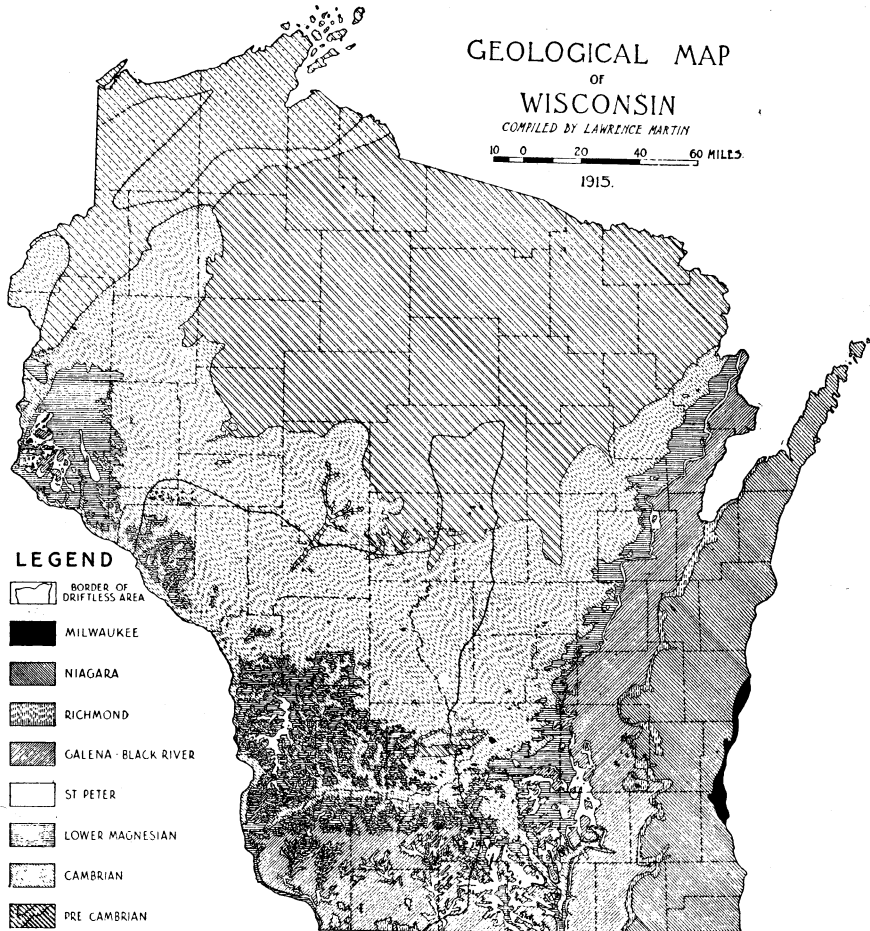 GEOLOGICAL MAP
OF
WISCONSIN
COMPILED BY LAWRENCE MARTIN
10 0 20 40 60 MILES.
1915.
LEGEND
BORDER OF
DRIFTLESS AREA
MILWAUKEE
NIAGARA
RICHMOND
GALENA-BLACK RIVER
ST PETER
LOWER MAGNESIAN
CAMBRIAN
PRE CAMBRIAN